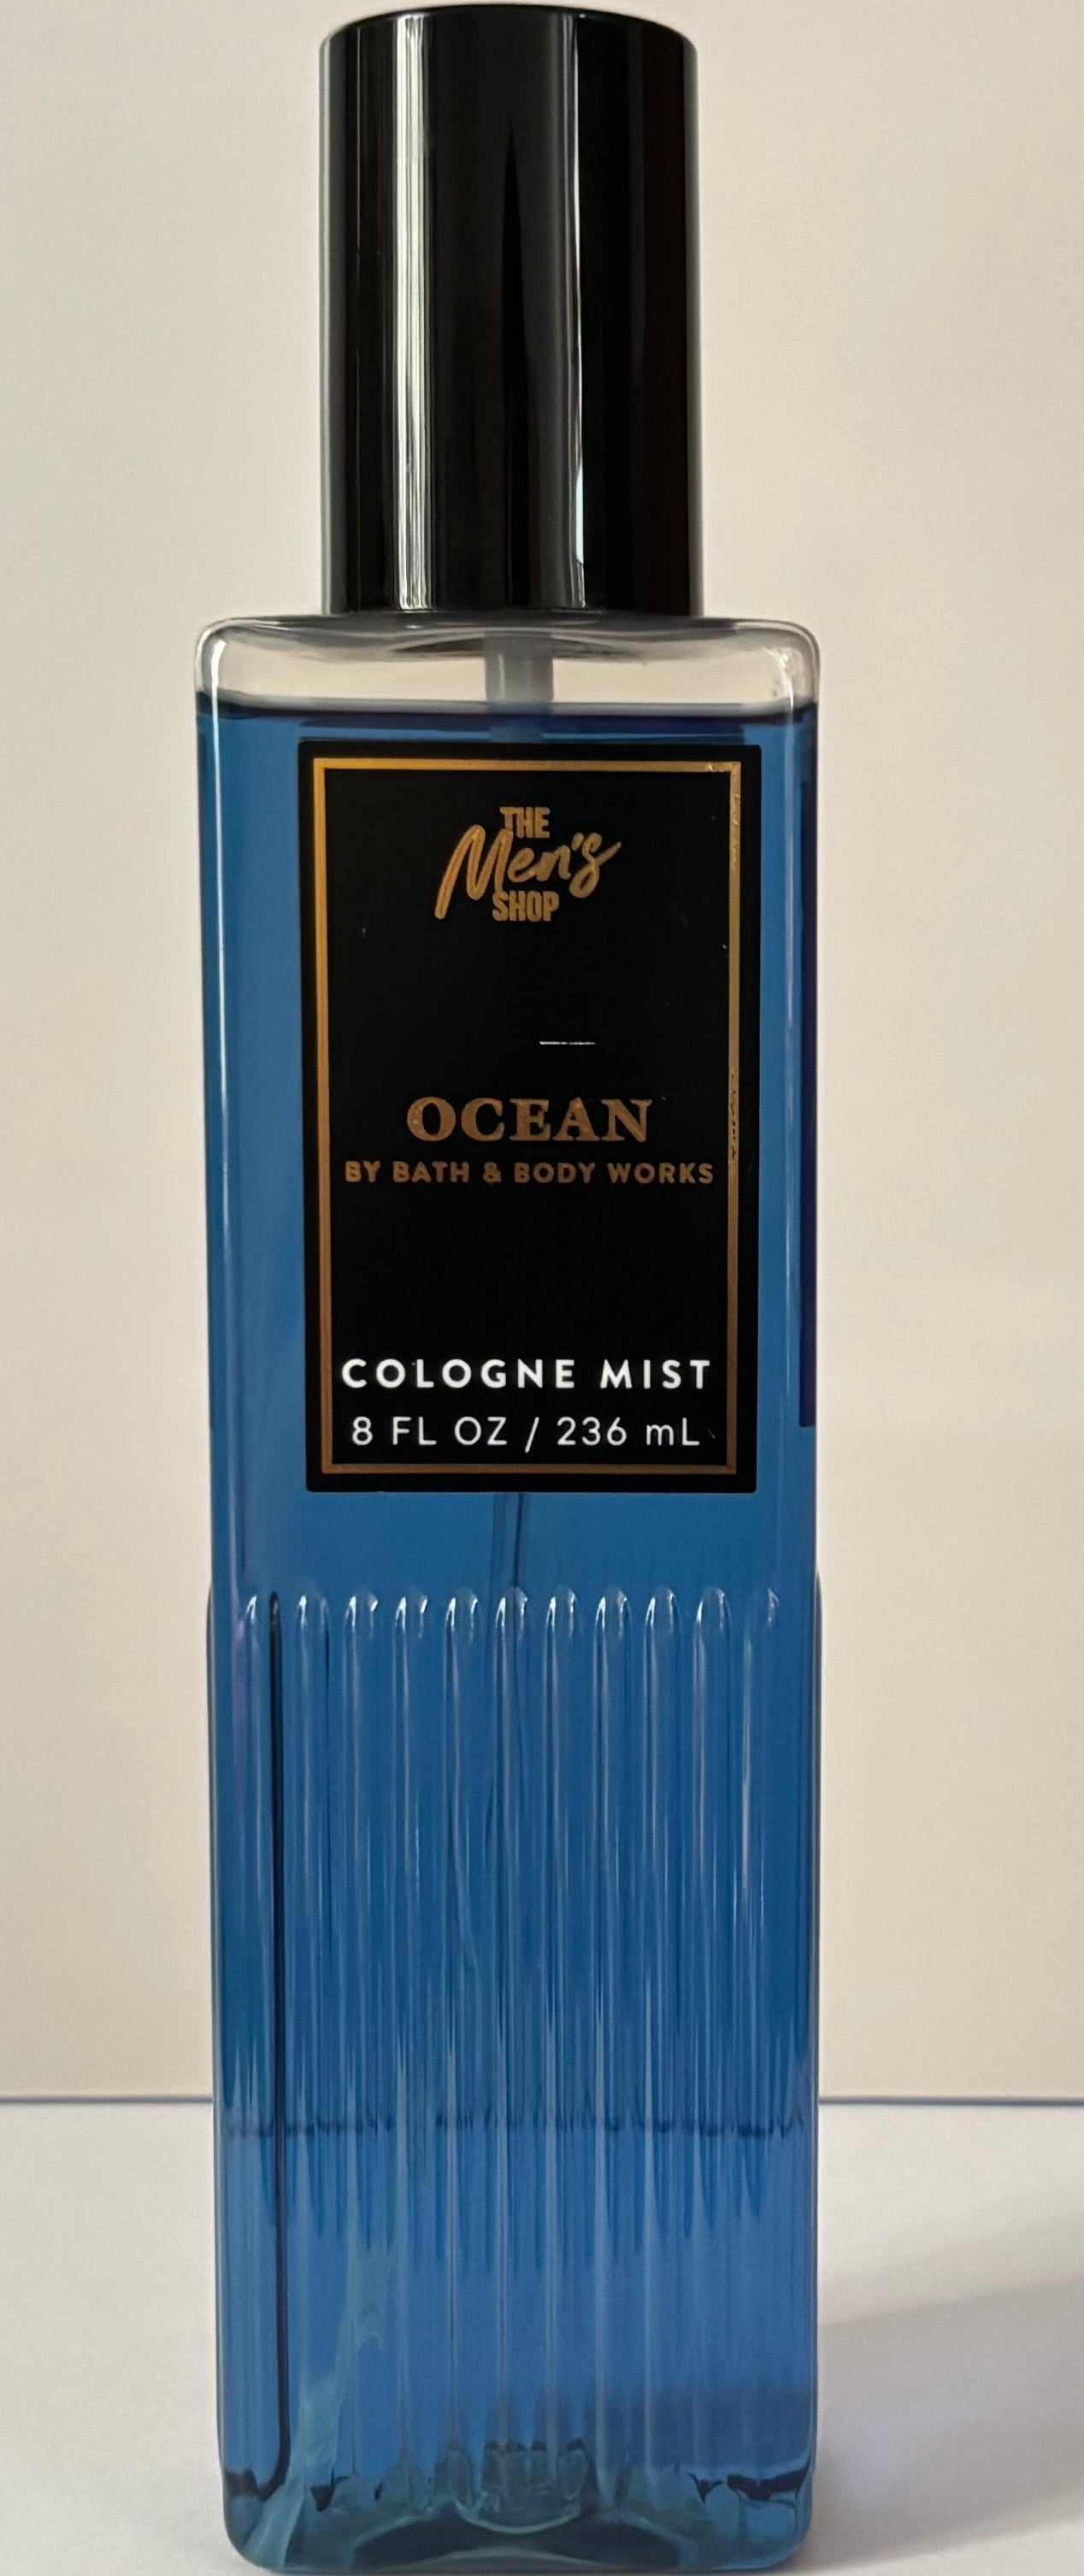 THE
Men's
SHOP
OCEAN
BY BATH & BODY WORKS
COLOGNE MIST
8 FL OZ / 236 mL